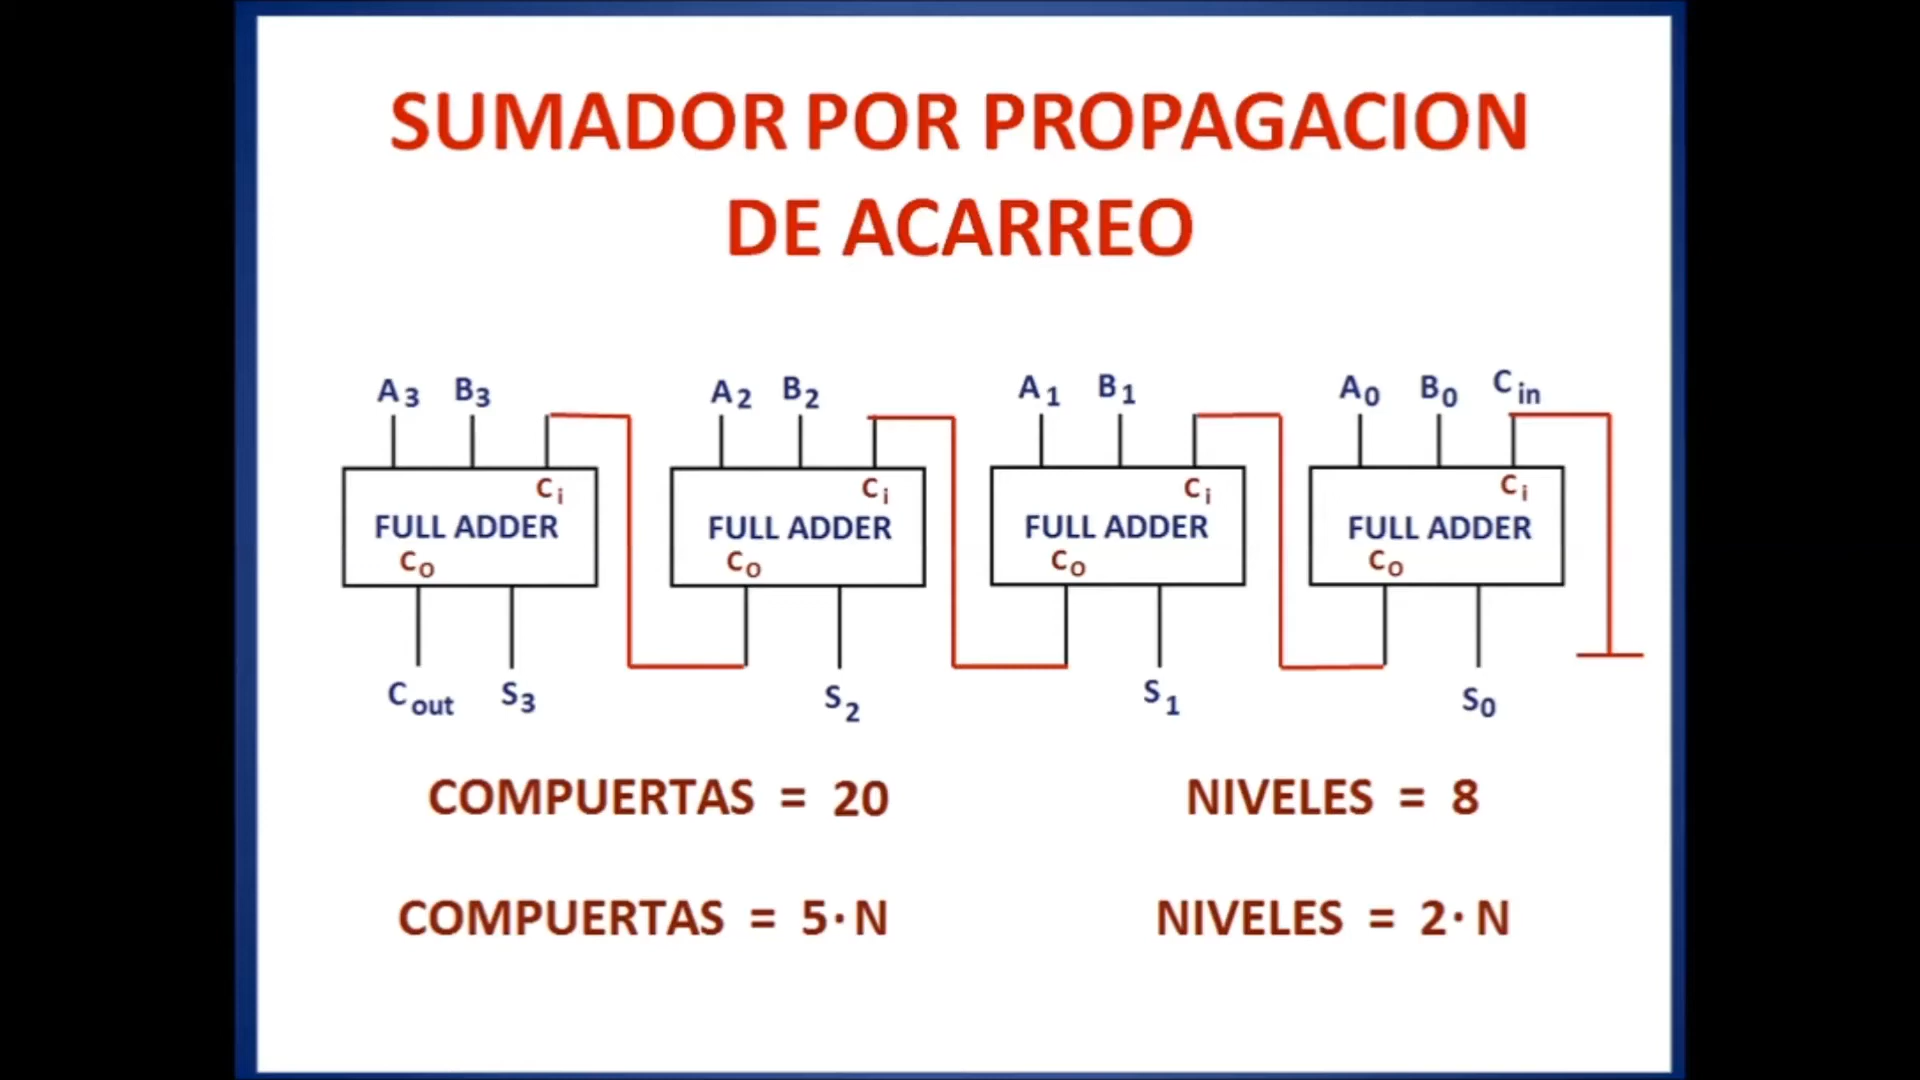 SUMADOR POR PROPAGACION
DE ACARREO
A3 B3 A2 B2 A1 B1 A0 B0 Cin
Ci Ci Ci Ci
FULL ADDER FULL ADDER FULL ADDER FULL ADDER
CO CO CO CO
Cout S3 S2 S1 S0
COMPUERTAS = 20 NIVELES = 8
COMPUERTAS = 5·N NIVELES = 2·N